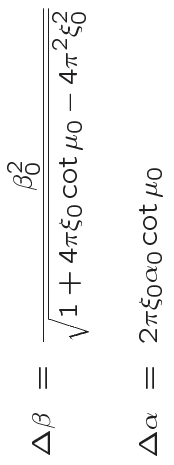 Δβ = β₀² / √(1 + 4πξ₀ cot μ₀ − 4π²ξ₀²)
Δα = 2πξ₀α₀ cot μ₀